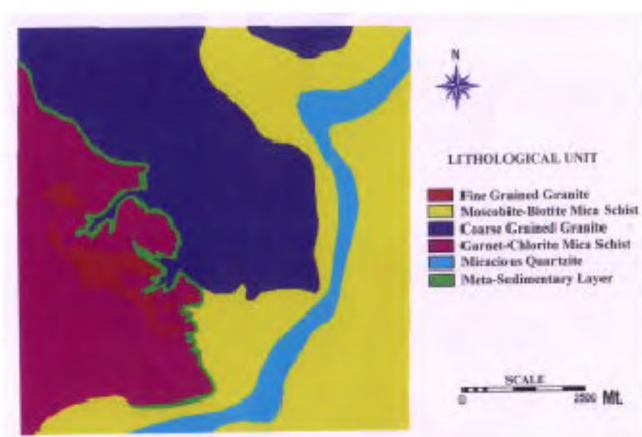 N
LITHOLOGICAL UNIT
Fine Grained Granite
Moscobite-Biotite Mica Schist
Coarse Grained Granite
Garnet-Chlorite Mica Schist
Micacious Quartzite
Meta-Sedimentary Layer
SCALE
0 2500 Mt.